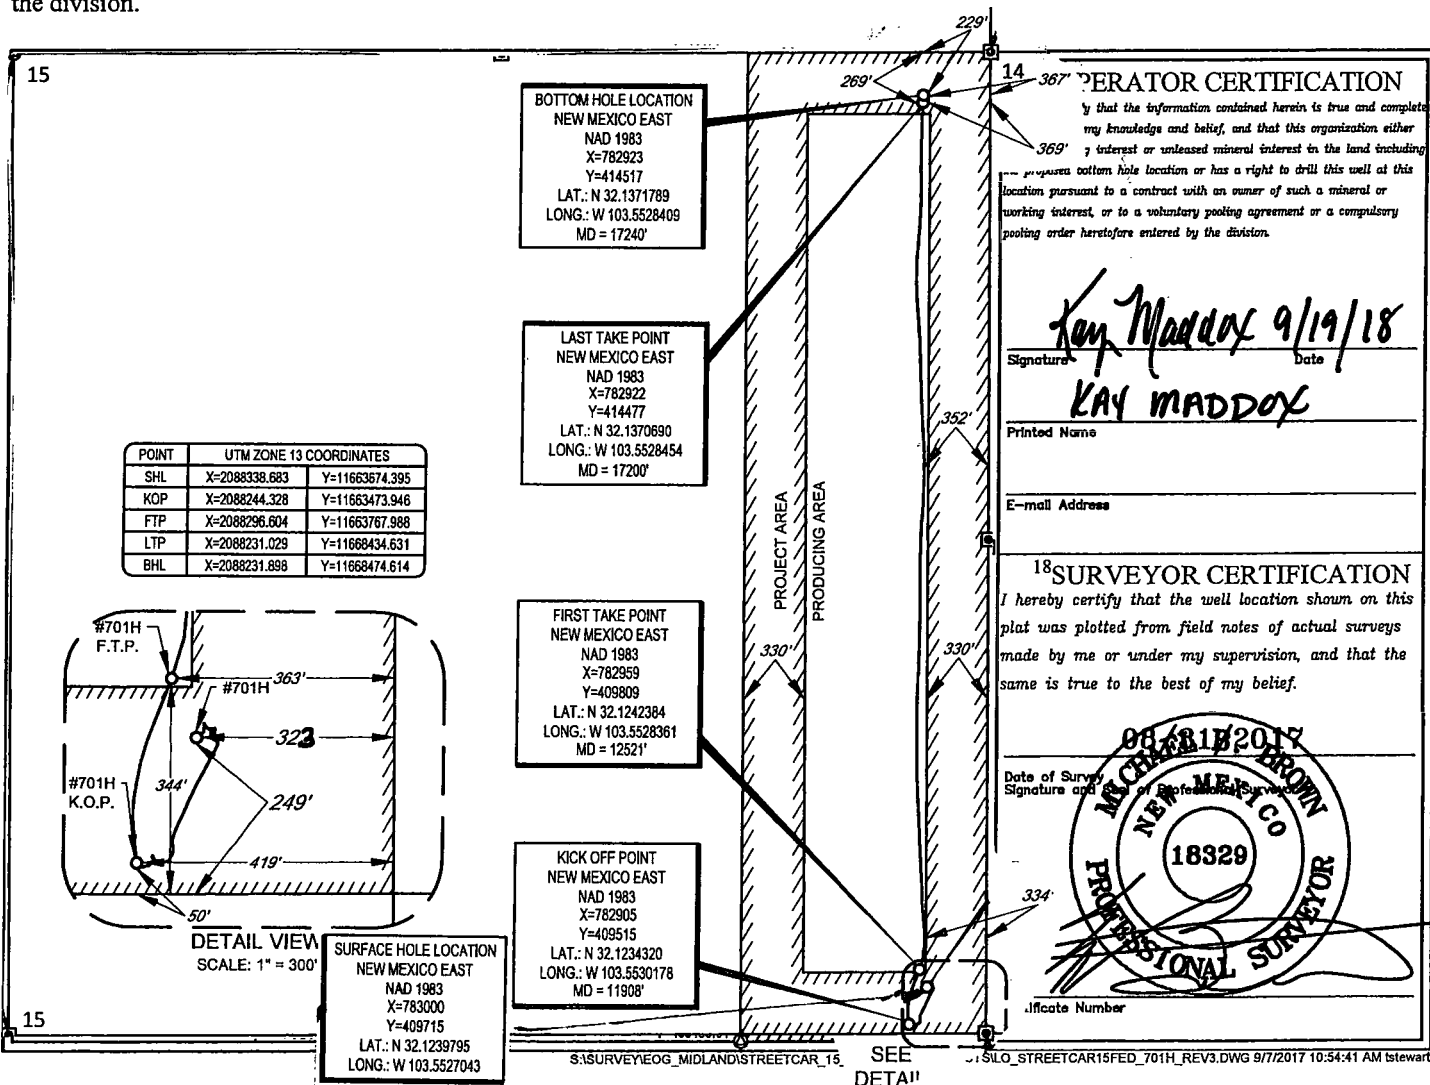 the division.
15
229'
269'
14
367'
369'
BOTTOM HOLE LOCATION
NEW MEXICO EAST
NAD 1983
X=782923
Y=414517
LAT.: N 32.1371789
LONG.: W 103.5528409
MD = 17240'
LAST TAKE POINT
NEW MEXICO EAST
NAD 1983
X=782922
Y=414477
LAT.: N 32.1370690
LONG.: W 103.5528454
MD = 17200'
POINT UTM ZONE 13 COORDINATES
SHL X=2088338.683 Y=11663674.395
KOP X=2088244.328 Y=11663473.946
FTP X=2088296.604 Y=11663767.988
LTP X=2088231.029 Y=11668434.631
BHL X=2088231.898 Y=11668474.614
PROJECT AREA
PRODUCING AREA
352'
330'
330'
334'
FIRST TAKE POINT
NEW MEXICO EAST
NAD 1983
X=782959
Y=409809
LAT.: N 32.1242384
LONG.: W 103.5528361
MD = 12521'
KICK OFF POINT
NEW MEXICO EAST
NAD 1983
X=782905
Y=409515
LAT.: N 32.1234320
LONG.: W 103.5530178
MD = 11908'
#701H
F.T.P.
363'
#701H
323
#701H
K.O.P.
344'
249'
419'
50'
DETAIL VIEW
SCALE: 1" = 300'
SURFACE HOLE LOCATION
NEW MEXICO EAST
NAD 1983
X=783000
Y=409715
LAT.: N 32.1239795
LONG.: W 103.5527043
15
SEE
DETAIL
S:\SURVEY\EOG_MIDLAND\STREETCAR_15_
SLO_STREETCAR15FED_701H_REV3.DWG 9/7/2017 10:54:41 AM tstewart
PERATOR CERTIFICATION
y that the information contained herein is true and complete
my knowledge and belief, and that this organization either
interest or unleased mineral interest in the land including
proposed bottom hole location or has a right to drill this well at this
location pursuant to a contract with an owner of such a mineral or
working interest, or to a voluntary pooling agreement or a compulsory
pooling order heretofore entered by the division.
Kay Maddox 9/19/18
Signature Date
KAY MADDOX
Printed Name
E-mail Address
18 SURVEYOR CERTIFICATION
I hereby certify that the well location shown on this
plat was plotted from field notes of actual surveys
made by me or under my supervision, and that the
same is true to the best of my belief.
08/31/2017
Date of Survey
Signature and Seal of Professional Surveyor
MICHAEL BROWN
NEW MEXICO
18329
PROFESSIONAL SURVEYOR
ificate Number